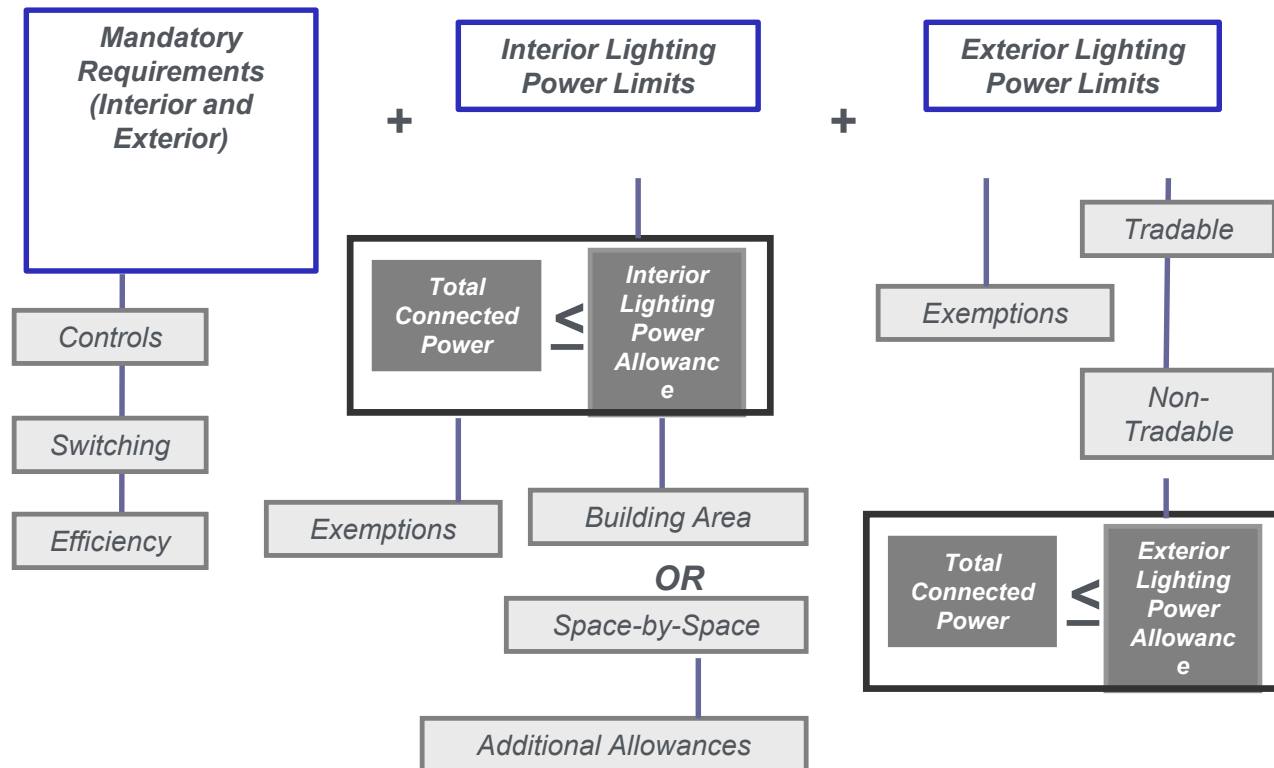 Mandatory
Requirements
(Interior and
Exterior)
+
Interior Lighting
Power Limits
+
Exterior Lighting
Power Limits
Controls
Switching
Efficiency
Total
Connected
Power
≤
Interior
Lighting
Power
Allowanc
e
Exemptions
Building Area
OR
Space-by-Space
Additional Allowances
Exemptions
Tradable
Non-
Tradable
Total
Connected
Power
≤
Exterior
Lighting
Power
Allowanc
e